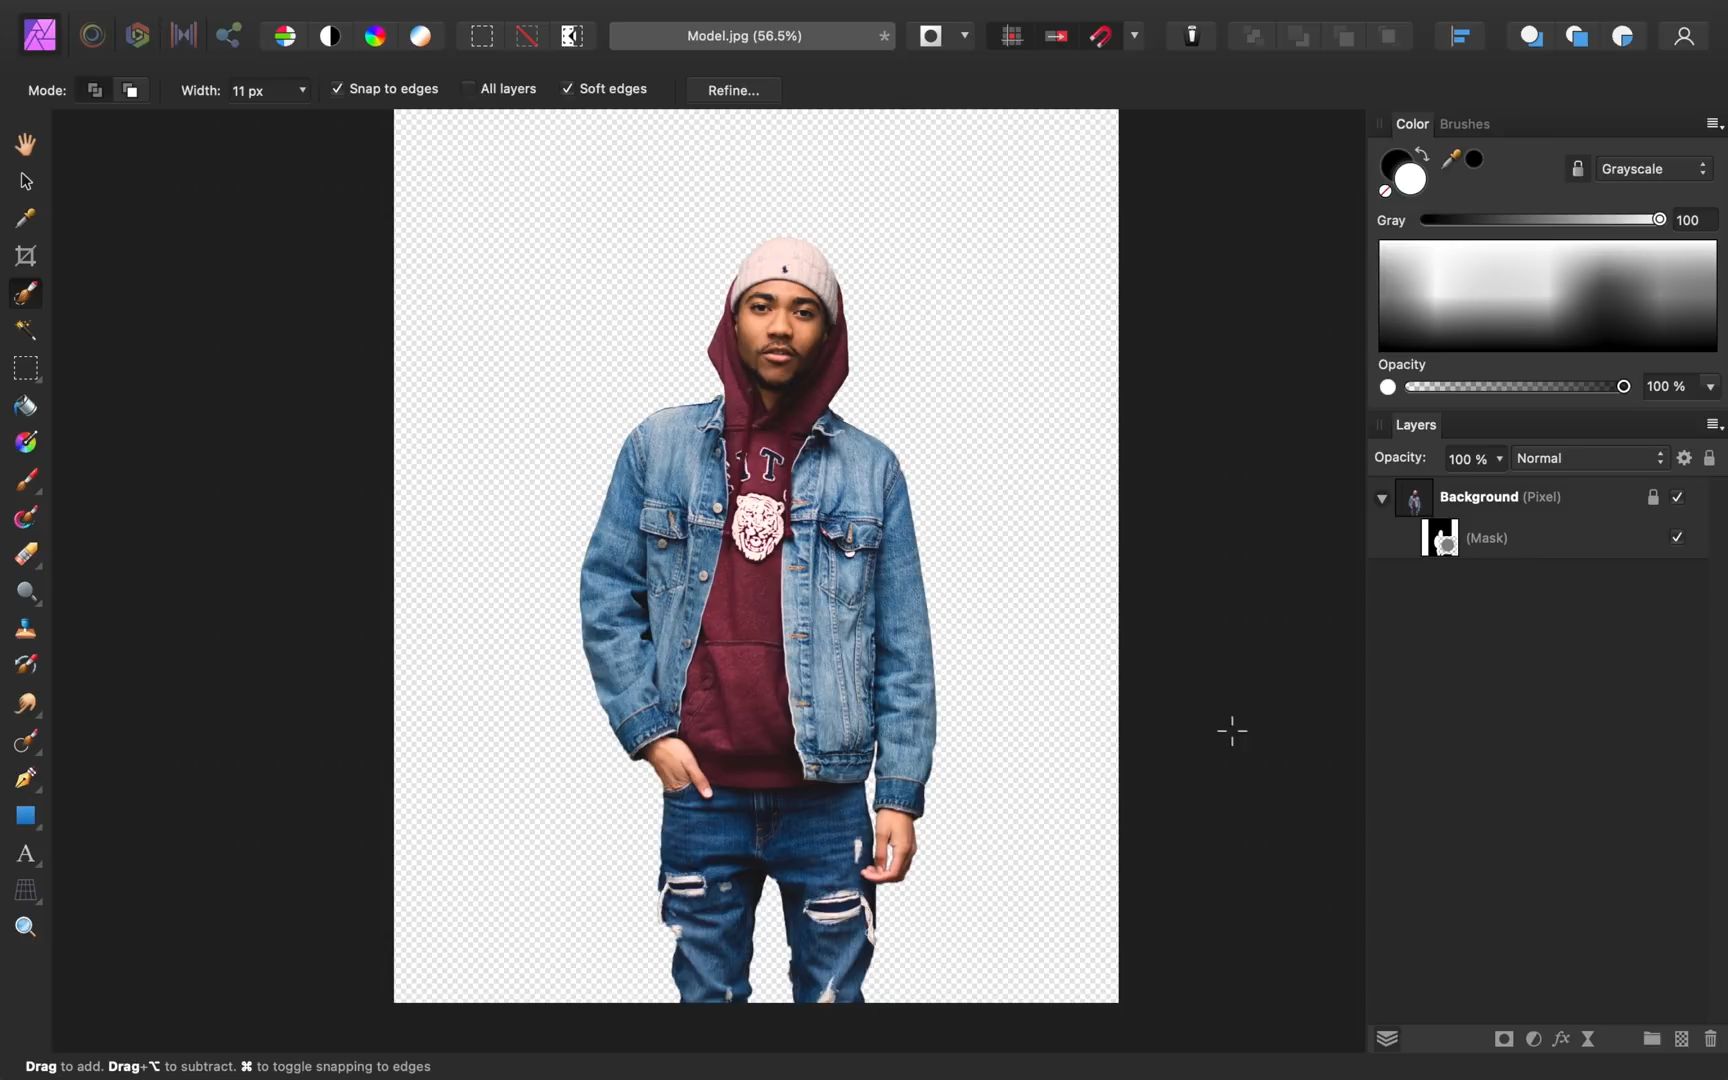 Model.jpg (56.5%)
*
Mode:
Width: 11 px
Snap to edges
All layers
Soft edges
Refine...
Color
Brushes
Grayscale
Gray
100
Opacity
100 %
Layers
Opacity: 100 %
Normal
Background (Pixel)
(Mask)
fx
A
IT
Drag to add. Drag+⌥ to subtract. ⌘ to toggle snapping to edges